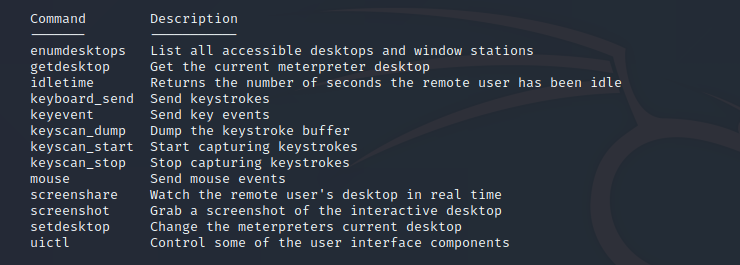 Command Description
enumdesktops List all accessible desktops and window stations
getdesktop Get the current meterpreter desktop
idletime Returns the number of seconds the remote user has been idle
keyboard_send Send keystrokes
keyevent Send key events
keyscan_dump Dump the keystroke buffer
keyscan_start Start capturing keystrokes
keyscan_stop Stop capturing keystrokes
mouse Send mouse events
screenshare Watch the remote user's desktop in real time
screenshot Grab a screenshot of the interactive desktop
setdesktop Change the meterpreters current desktop
uictl Control some of the user interface components